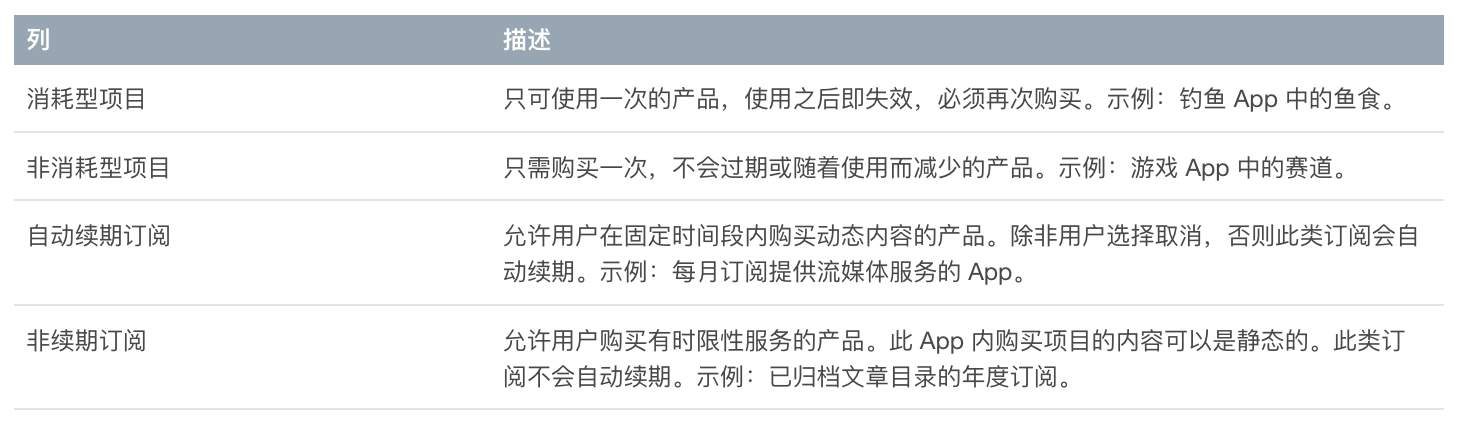 列 描述
消耗型项目 只可使用一次的产品，使用之后即失效，必须再次购买。示例：钓鱼 App 中的鱼食。
非消耗型项目 只需购买一次，不会过期或随着使用而减少的产品。示例：游戏 App 中的赛道。
自动续期订阅 允许用户在固定时间段内购买动态内容的产品。除非用户选择取消，否则此类订阅会自
动续期。示例：每月订阅提供流媒体服务的 App。
非续期订阅 允许用户购买有时限性服务的产品。此 App 内购买项目的内容可以是静态的。此类订
阅不会自动续期。示例：已归档文章目录的年度订阅。